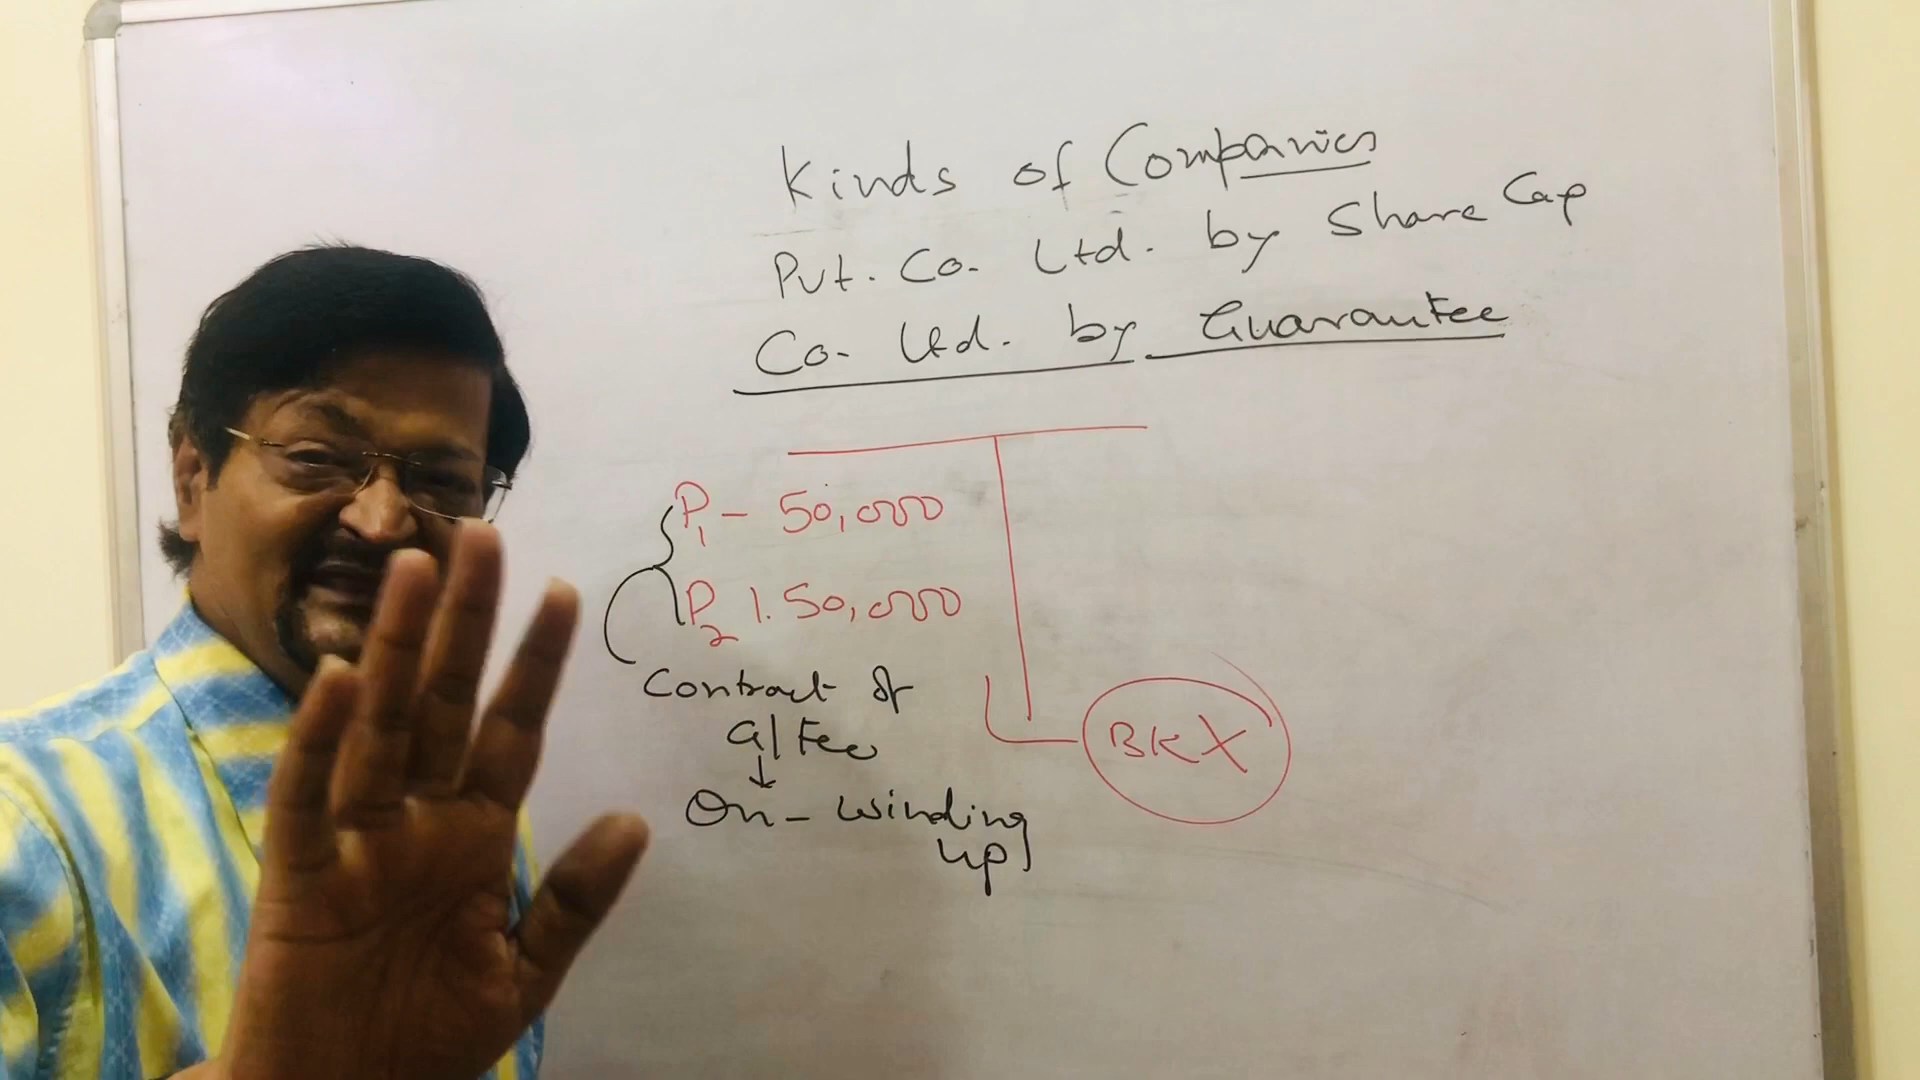 Kinds of Companies
Pvt. Co. Ltd. by Share Cap
Co. Ltd. by Guarantee
P1 - 50,000
P2 1.50,000
Contract of
G/tee
↓
On - winding
up
BKX